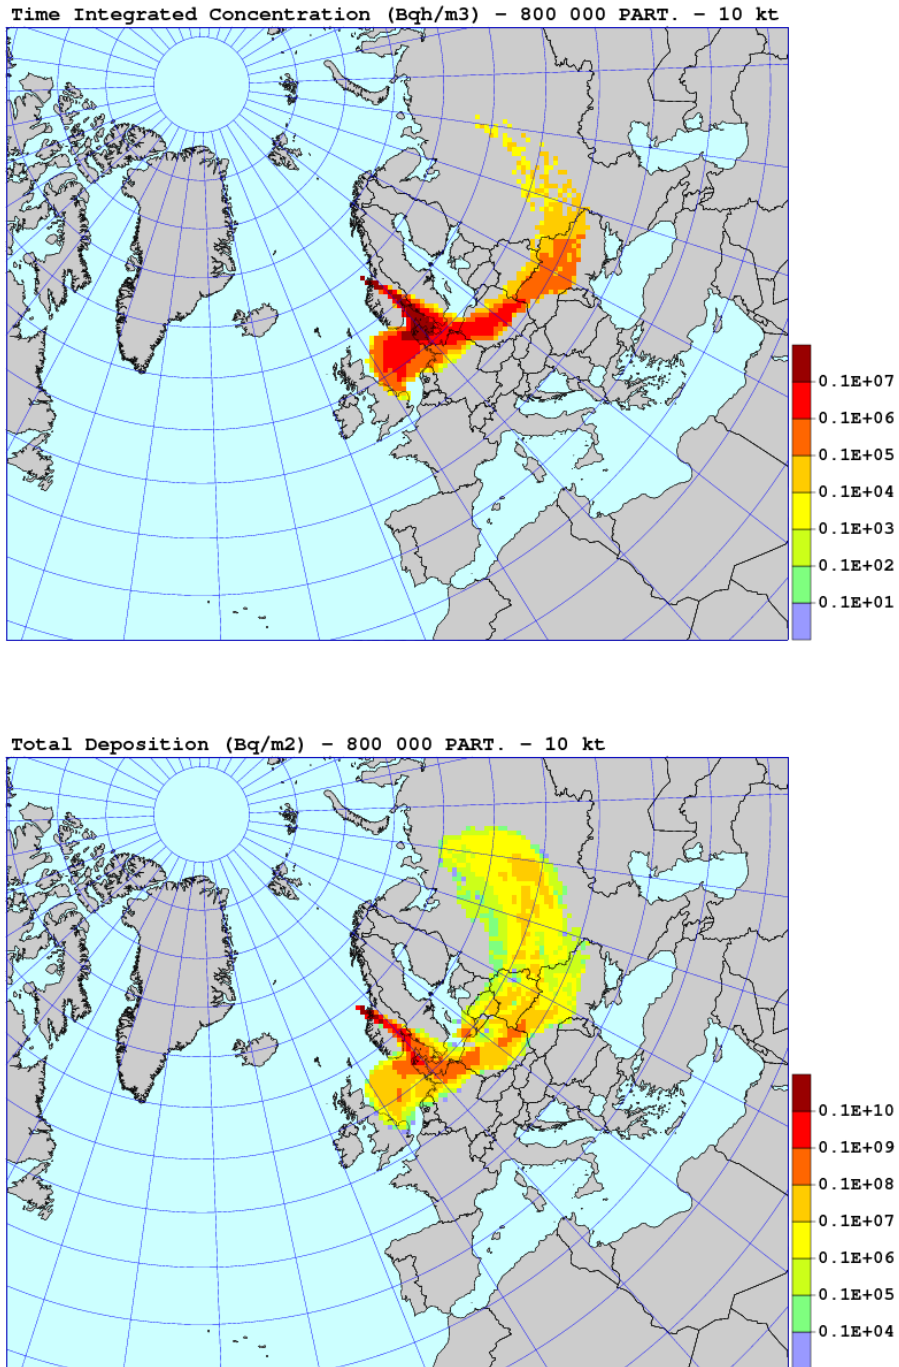 Time Integrated Concentration (Bqh/m3) – 800 000 PART. – 10 kt
0.1E+07
0.1E+06
0.1E+05
0.1E+04
0.1E+03
0.1E+02
0.1E+01
Total Deposition (Bq/m2) – 800 000 PART. – 10 kt
0.1E+10
0.1E+09
0.1E+08
0.1E+07
0.1E+06
0.1E+05
0.1E+04